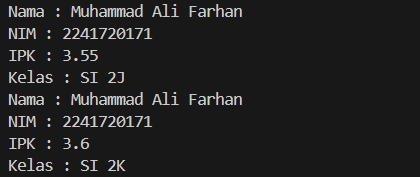 Nama : Muhammad Ali Farhan
NIM : 2241720171
IPK : 3.55
Kelas : SI 2J
Nama : Muhammad Ali Farhan
NIM : 2241720171
IPK : 3.6
Kelas : SI 2K